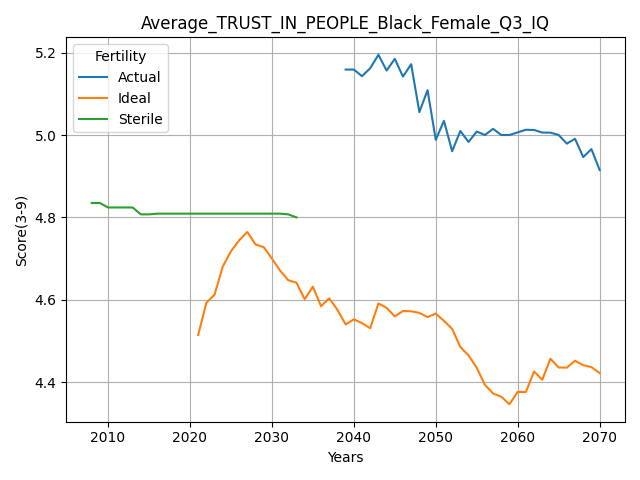 Average_TRUST_IN_PEOPLE_Black_Female_Q3_IQ
Fertility
Actual
Ideal
Sterile
Score(3-9)
5.2
5.0
4.8
4.6
4.4
2010 2020 2030 2040 2050 2060 2070
Years